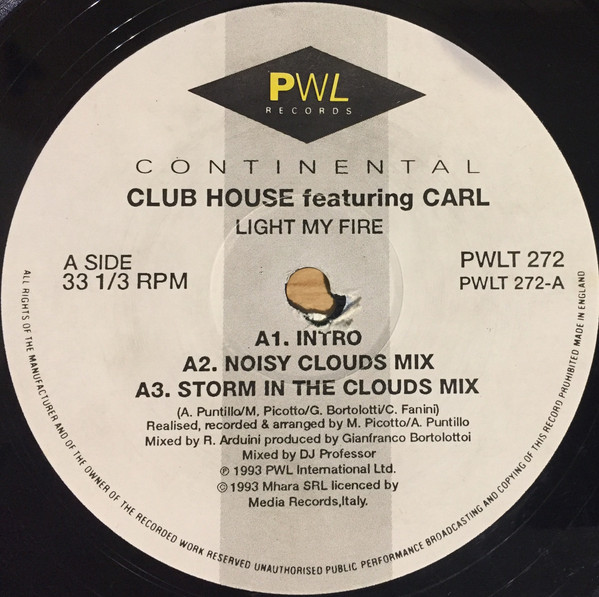 PWL
RECORDS
CONTINENTAL
CLUB HOUSE featuring CARL
LIGHT MY FIRE
A SIDE
33 1/3 RPM
PWLT 272
PWLT 272-A
A1. INTRO
A2. NOISY CLOUDS MIX
A3. STORM IN THE CLOUDS MIX
(A. Puntillo/M. Picotto/G. Bortolotti/C. Fanini)
Realised, recorded & arranged by M. Picotto/A. Puntillo
Mixed by R. Arduini produced by Gianfranco Bortolottoi
Mixed by DJ Professor
℗ 1993 PWL International Ltd.
© 1993 Mhara SRL licenced by
Media Records,Italy.
ALL RIGHTS OF THE MANUFACTURER AND OF THE OWNER OF THE RECORDED WORK RESERVED UNAUTHORISED PUBLIC PERFORMANCE BROADCASTING AND COPYING OF THIS RECORD PROHIBITED MADE IN ENGLAND